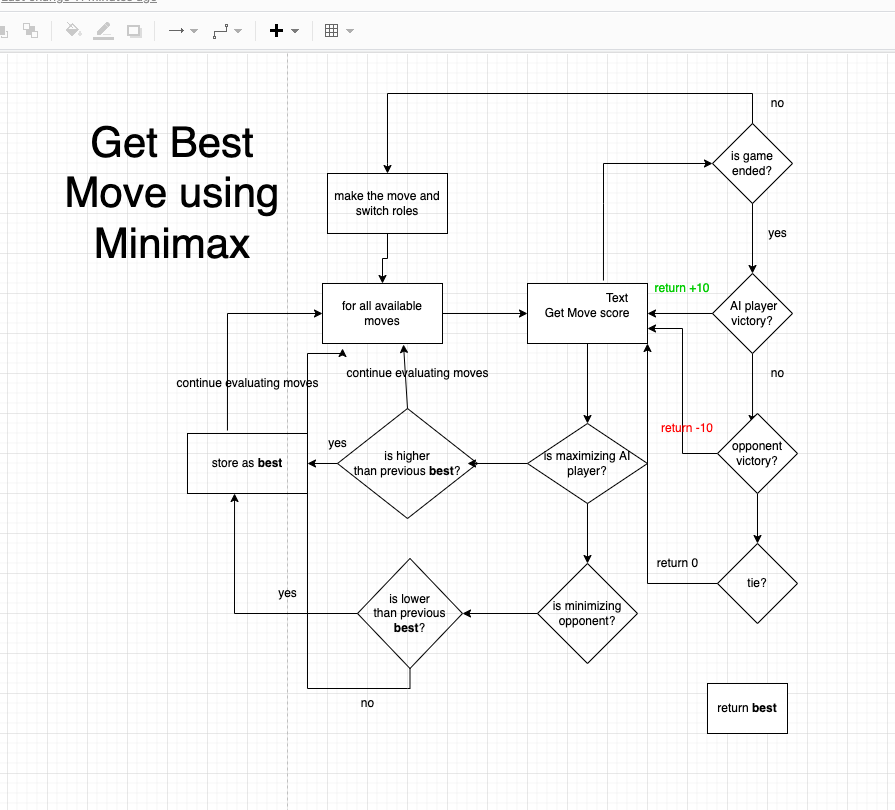 Get Best
Move using
Minimax
no
is game
ended?
make the move and
switch roles
yes
for all available
moves
Text
Get Move score
return +10
AI player
victory?
continue evaluating moves
continue evaluating moves
no
return -10
yes
store as best
is higher
than previous best?
is maximizing AI
player?
opponent
victory?
return 0
tie?
yes
is lower
than previous
best?
is minimizing
opponent?
no
return best